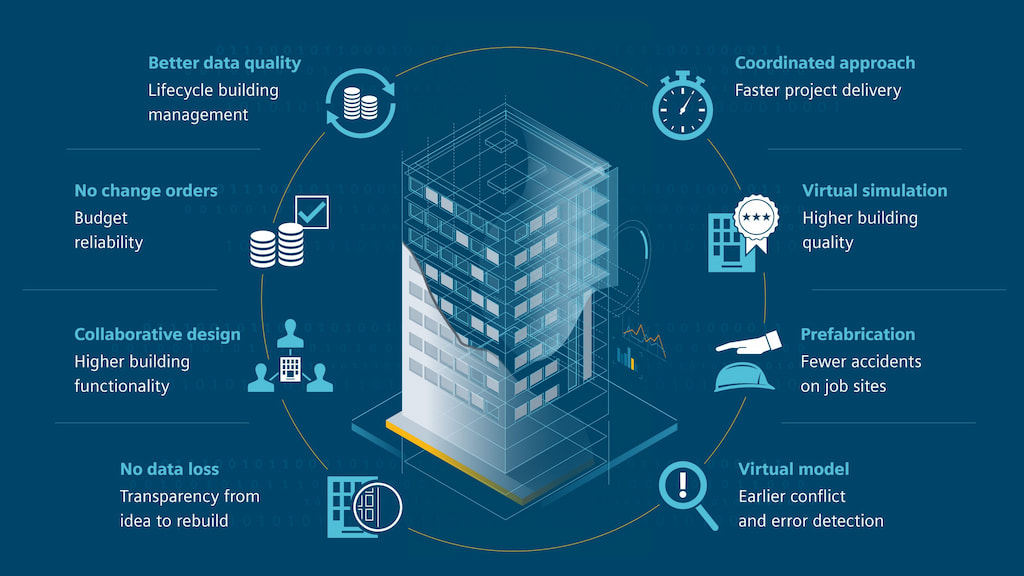 Better data quality
Lifecycle building
management
No change orders
Budget
reliability
Collaborative design
Higher building
functionality
No data loss
Transparency from
idea to rebuild
Coordinated approach
Faster project delivery
Virtual simulation
Higher building
quality
Prefabrication
Fewer accidents
on job sites
Virtual model
Earlier conflict
and error detection